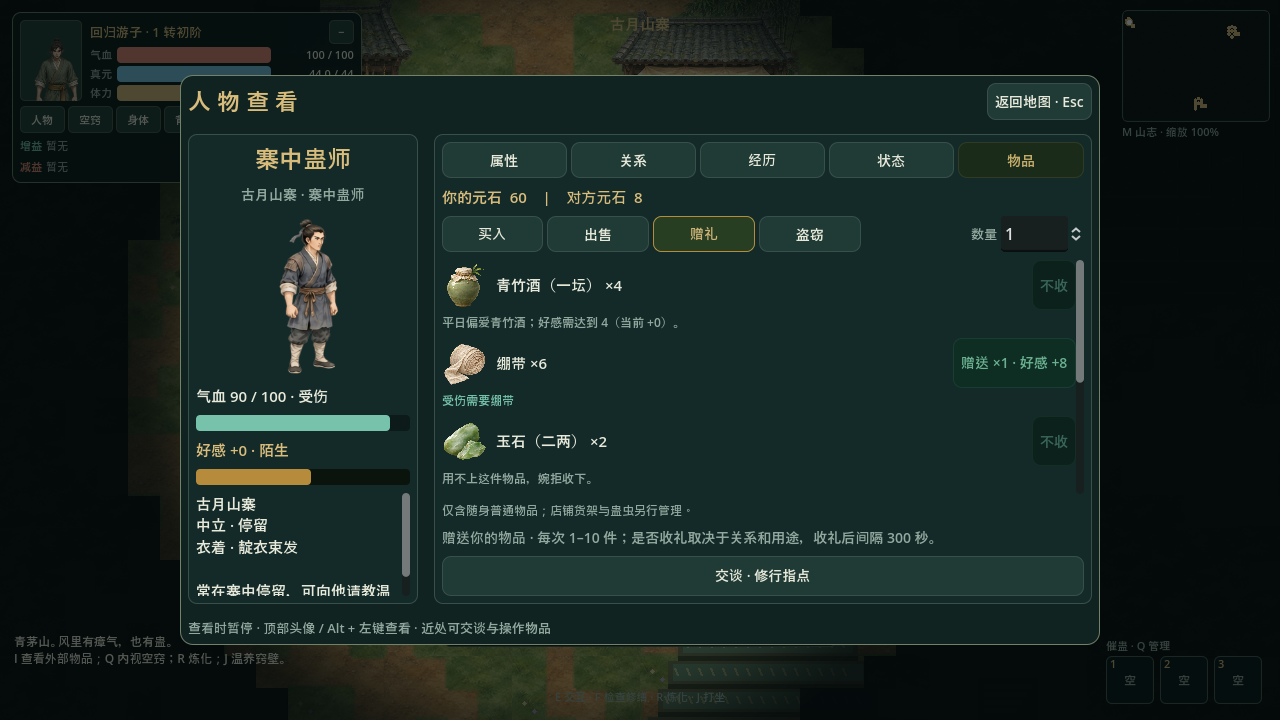 回归游子 · 1 转初阶
−
气血
100 / 100
真元
44.0 / 44
体力
人物
空窍
身体
增益 暂无
减益 暂无
古月山寨
M 山志 · 缩放 100%
人物查看
返回地图 · Esc
寨中蛊师
古月山寨 · 寨中蛊师
气血 90 / 100 · 受伤
好感 +0 · 陌生
古月山寨
中立 · 停留
衣着 · 靛衣束发
常在寨中停留，可向他请教温
属性
关系
经历
状态
物品
你的元石 60 | 对方元石 8
买入
出售
赠礼
盗窃
数量
1
青竹酒（一坛） ×4
不收
平日偏爱青竹酒；好感需达到 4（当前 +0）。
绷带 ×6
赠送 ×1 · 好感 +8
受伤需要绷带
玉石（二两） ×2
不收
用不上这件物品，婉拒收下。
仅含随身普通物品；店铺货架与蛊虫另行管理。
赠送你的物品 · 每次 1–10 件；是否收礼取决于关系和用途，收礼后间隔 300 秒。
交谈 · 修行指点
查看时暂停 · 顶部头像 / Alt + 左键查看 · 近处可交谈与操作物品
青茅山。风里有瘴气，也有蛊。
I 查看外部物品；Q 内视空窍；R 炼化；J 温养窍壁。
催蛊 · Q 管理
1
空
2
空
3
空